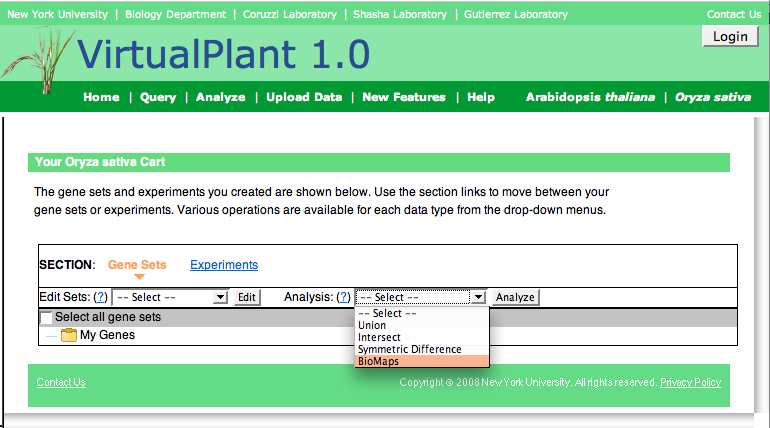 New York University | Biology Department | Coruzzi Laboratory | Shasha Laboratory | Gutierrez Laboratory Contact Us
Login
VirtualPlant 1.0
Home | Query | Analyze | Upload Data | New Features | Help Arabidopsis thaliana | Oryza sativa
Your Oryza sativa Cart
The gene sets and experiments you created are shown below. Use the section links to move between your
gene sets or experiments. Various operations are available for each data type from the drop-down menus.
SECTION: Gene Sets Experiments
Edit Sets: (?) -- Select -- Edit Analysis: (?) -- Select -- Analyze
Select all gene sets
-- Select --
Union
My Genes
Intersect
Symmetric Difference
BioMaps
Contact Us Copyright © 2008 New York University. All rights reserved. Privacy Policy